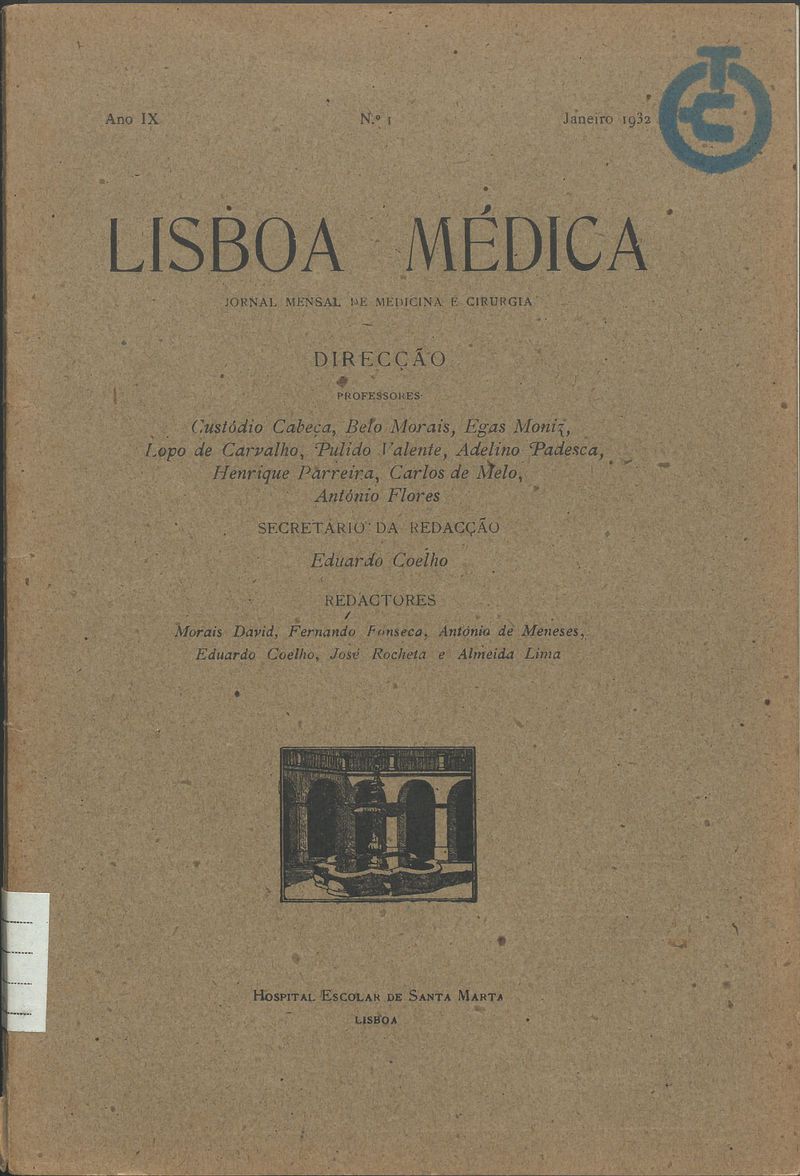 Ano IX N.º 1 Janeiro 1932
LISBOA MÉDICA
JORNAL MENSAL DE MEDICINA E CIRURGIA
DIRECÇÃO
PROFESSORES
Custódio Cabeça, Belo Morais, Egas Moniz,
Lopo de Carvalho, Pulido Valente, Adelino Padesca,
Henrique Parreira, Carlos de Melo,
António Flores
SECRETÁRIO DA REDACÇÃO
Eduardo Coelho
REDACTORES
Morais David, Fernando Fonseca, António de Meneses,
Eduardo Coelho, José Rocheta e Almeida Lima
HOSPITAL ESCOLAR DE SANTA MARTA
LISBOA